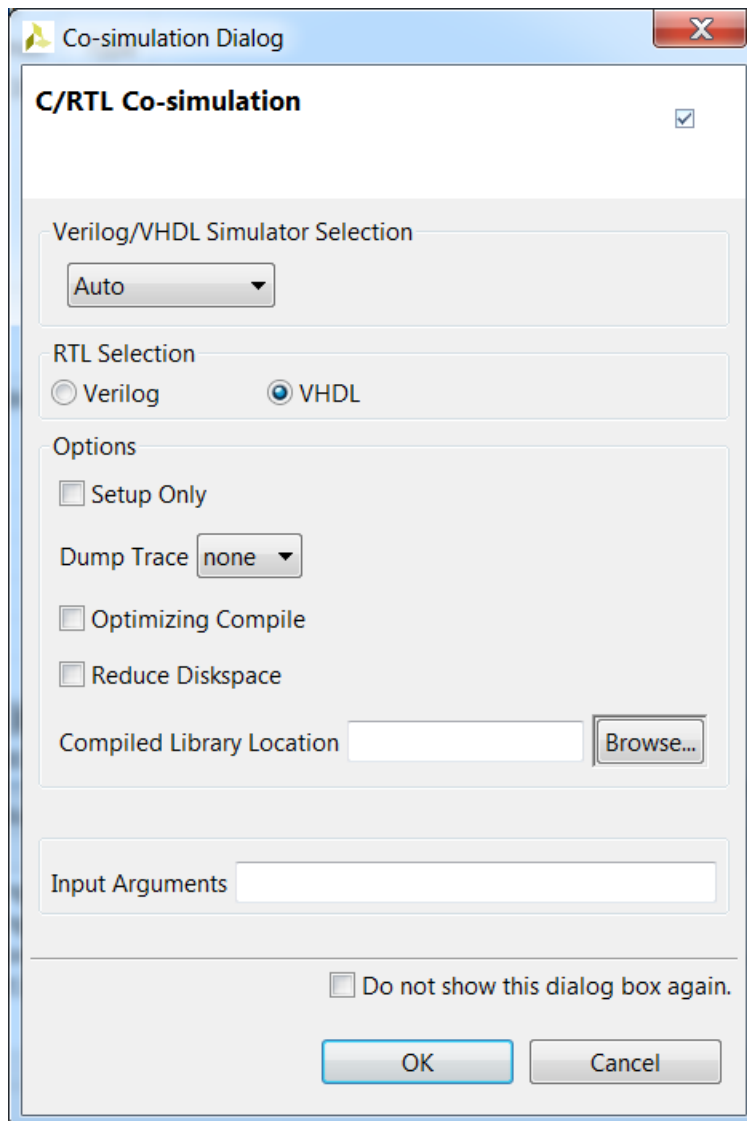 Co-simulation Dialog
C/RTL Co-simulation
Verilog/VHDL Simulator Selection
Auto
RTL Selection
Verilog VHDL
Options
Setup Only
Dump Trace none
Optimizing Compile
Reduce Diskspace
Compiled Library Location Browse...
Input Arguments
Do not show this dialog box again.
OK Cancel